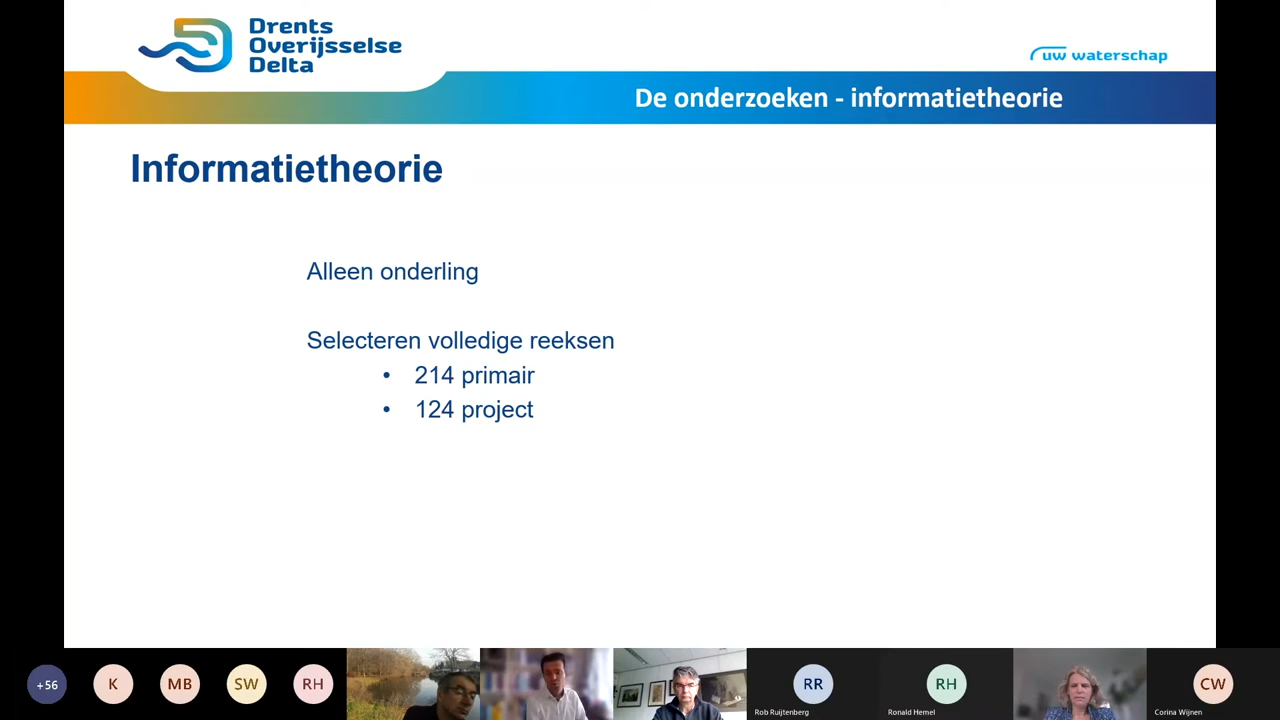 Drents
Overijsselse
Delta
uw waterschap
De onderzoeken - informatietheorie
Informatietheorie
Alleen onderling
Selecteren volledige reeksen
• 214 primair
• 124 project
+56
K
MB
SW
RH
RR
Rob Ruijtenberg
RH
Ronald Hemel
CW
Corina Wijnen